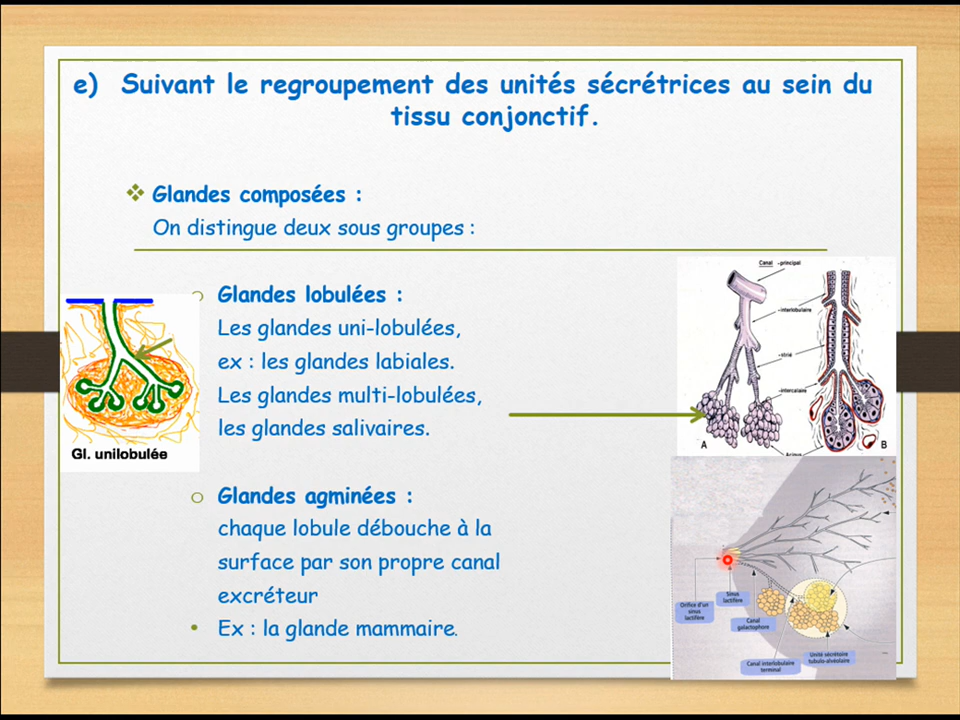 e) Suivant le regroupement des unités sécrétrices au sein du
tissu conjonctif.
❖ Glandes composées :
On distingue deux sous groupes :
o Glandes lobulées :
Les glandes uni-lobulées,
ex : les glandes labiales.
Les glandes multi-lobulées,
les glandes salivaires.
Gl. unilobulée
Canal - principal
- interlobulaire
- strié
- intercalaire
A
B
Acinus
o Glandes agminées :
chaque lobule débouche à la
surface par son propre canal
excréteur
• Ex : la glande mammaire.
Orifice d'un
sinus
lactifère
Sinus
lactifère
Canal
galactophore
Canal interlobulaire
terminal
Unité sécrétoire
tubulo-alvéolaire